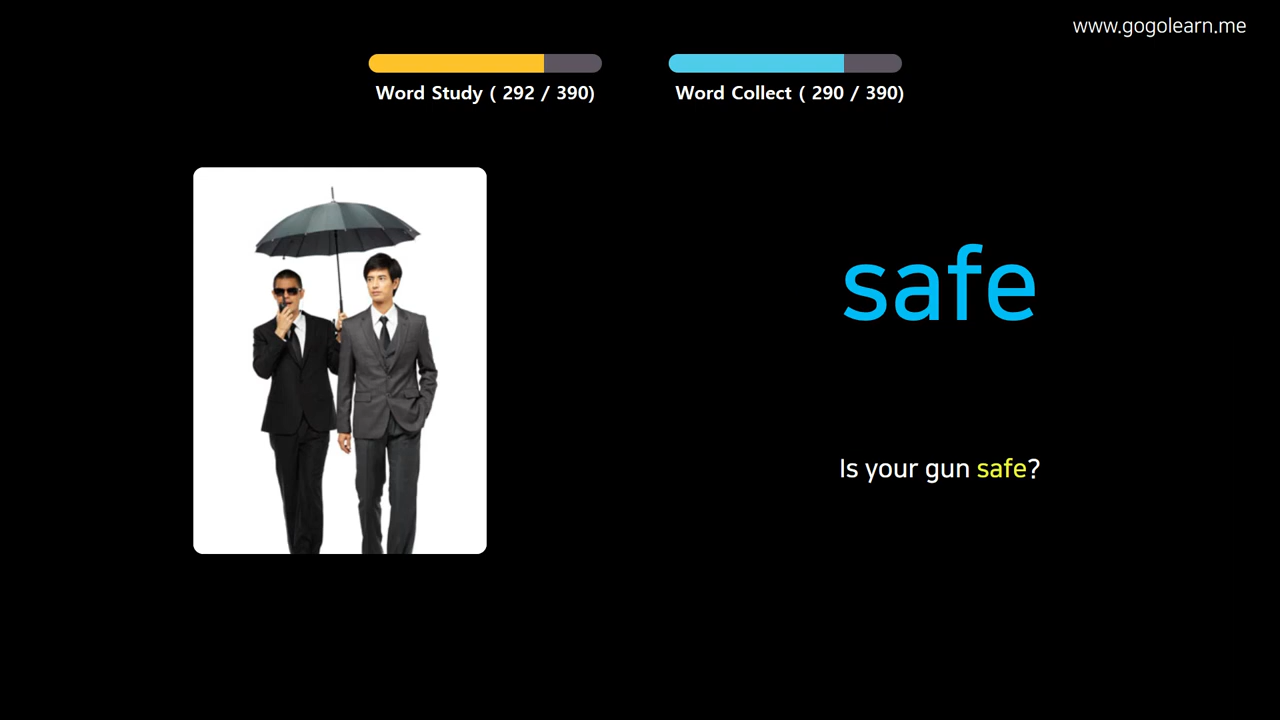 www.gogolearn.me
Word Study ( 292 / 390)
Word Collect ( 290 / 390)
safe
Is your gun safe?